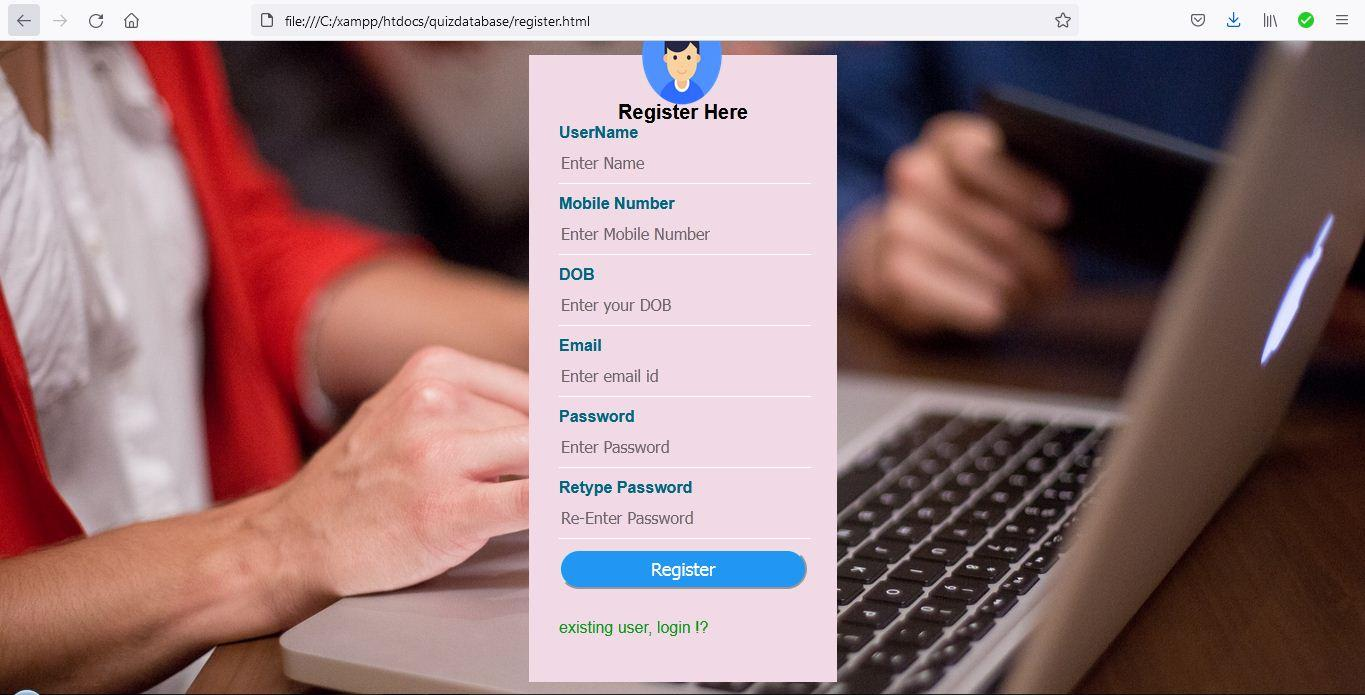 file:///C:/xampp/htdocs/quizdatabase/register.html
Register Here
UserName
Enter Name
Mobile Number
Enter Mobile Number
DOB
Enter your DOB
Email
Enter email id
Password
Enter Password
Retype Password
Re-Enter Password
Register
existing user, login !?